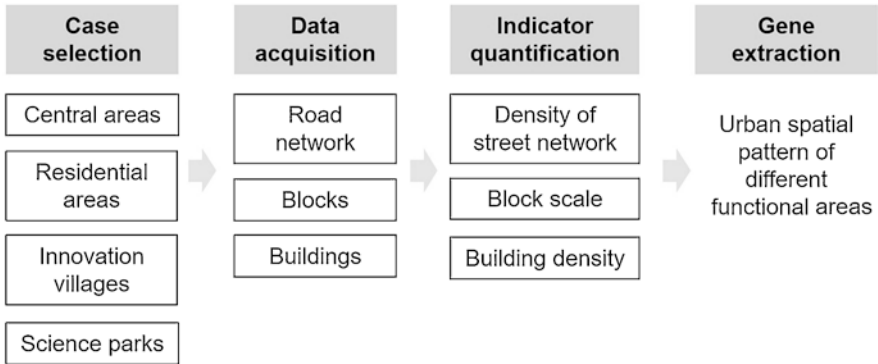 Case
selection
Central areas
Residential
areas
Innovation
villages
Science parks
Data
acquisition
Road
network
Blocks
Buildings
Indicator
quantification
Density of
street network
Block scale
Building density
Gene
extraction
Urban spatial
pattern of
different
functional areas